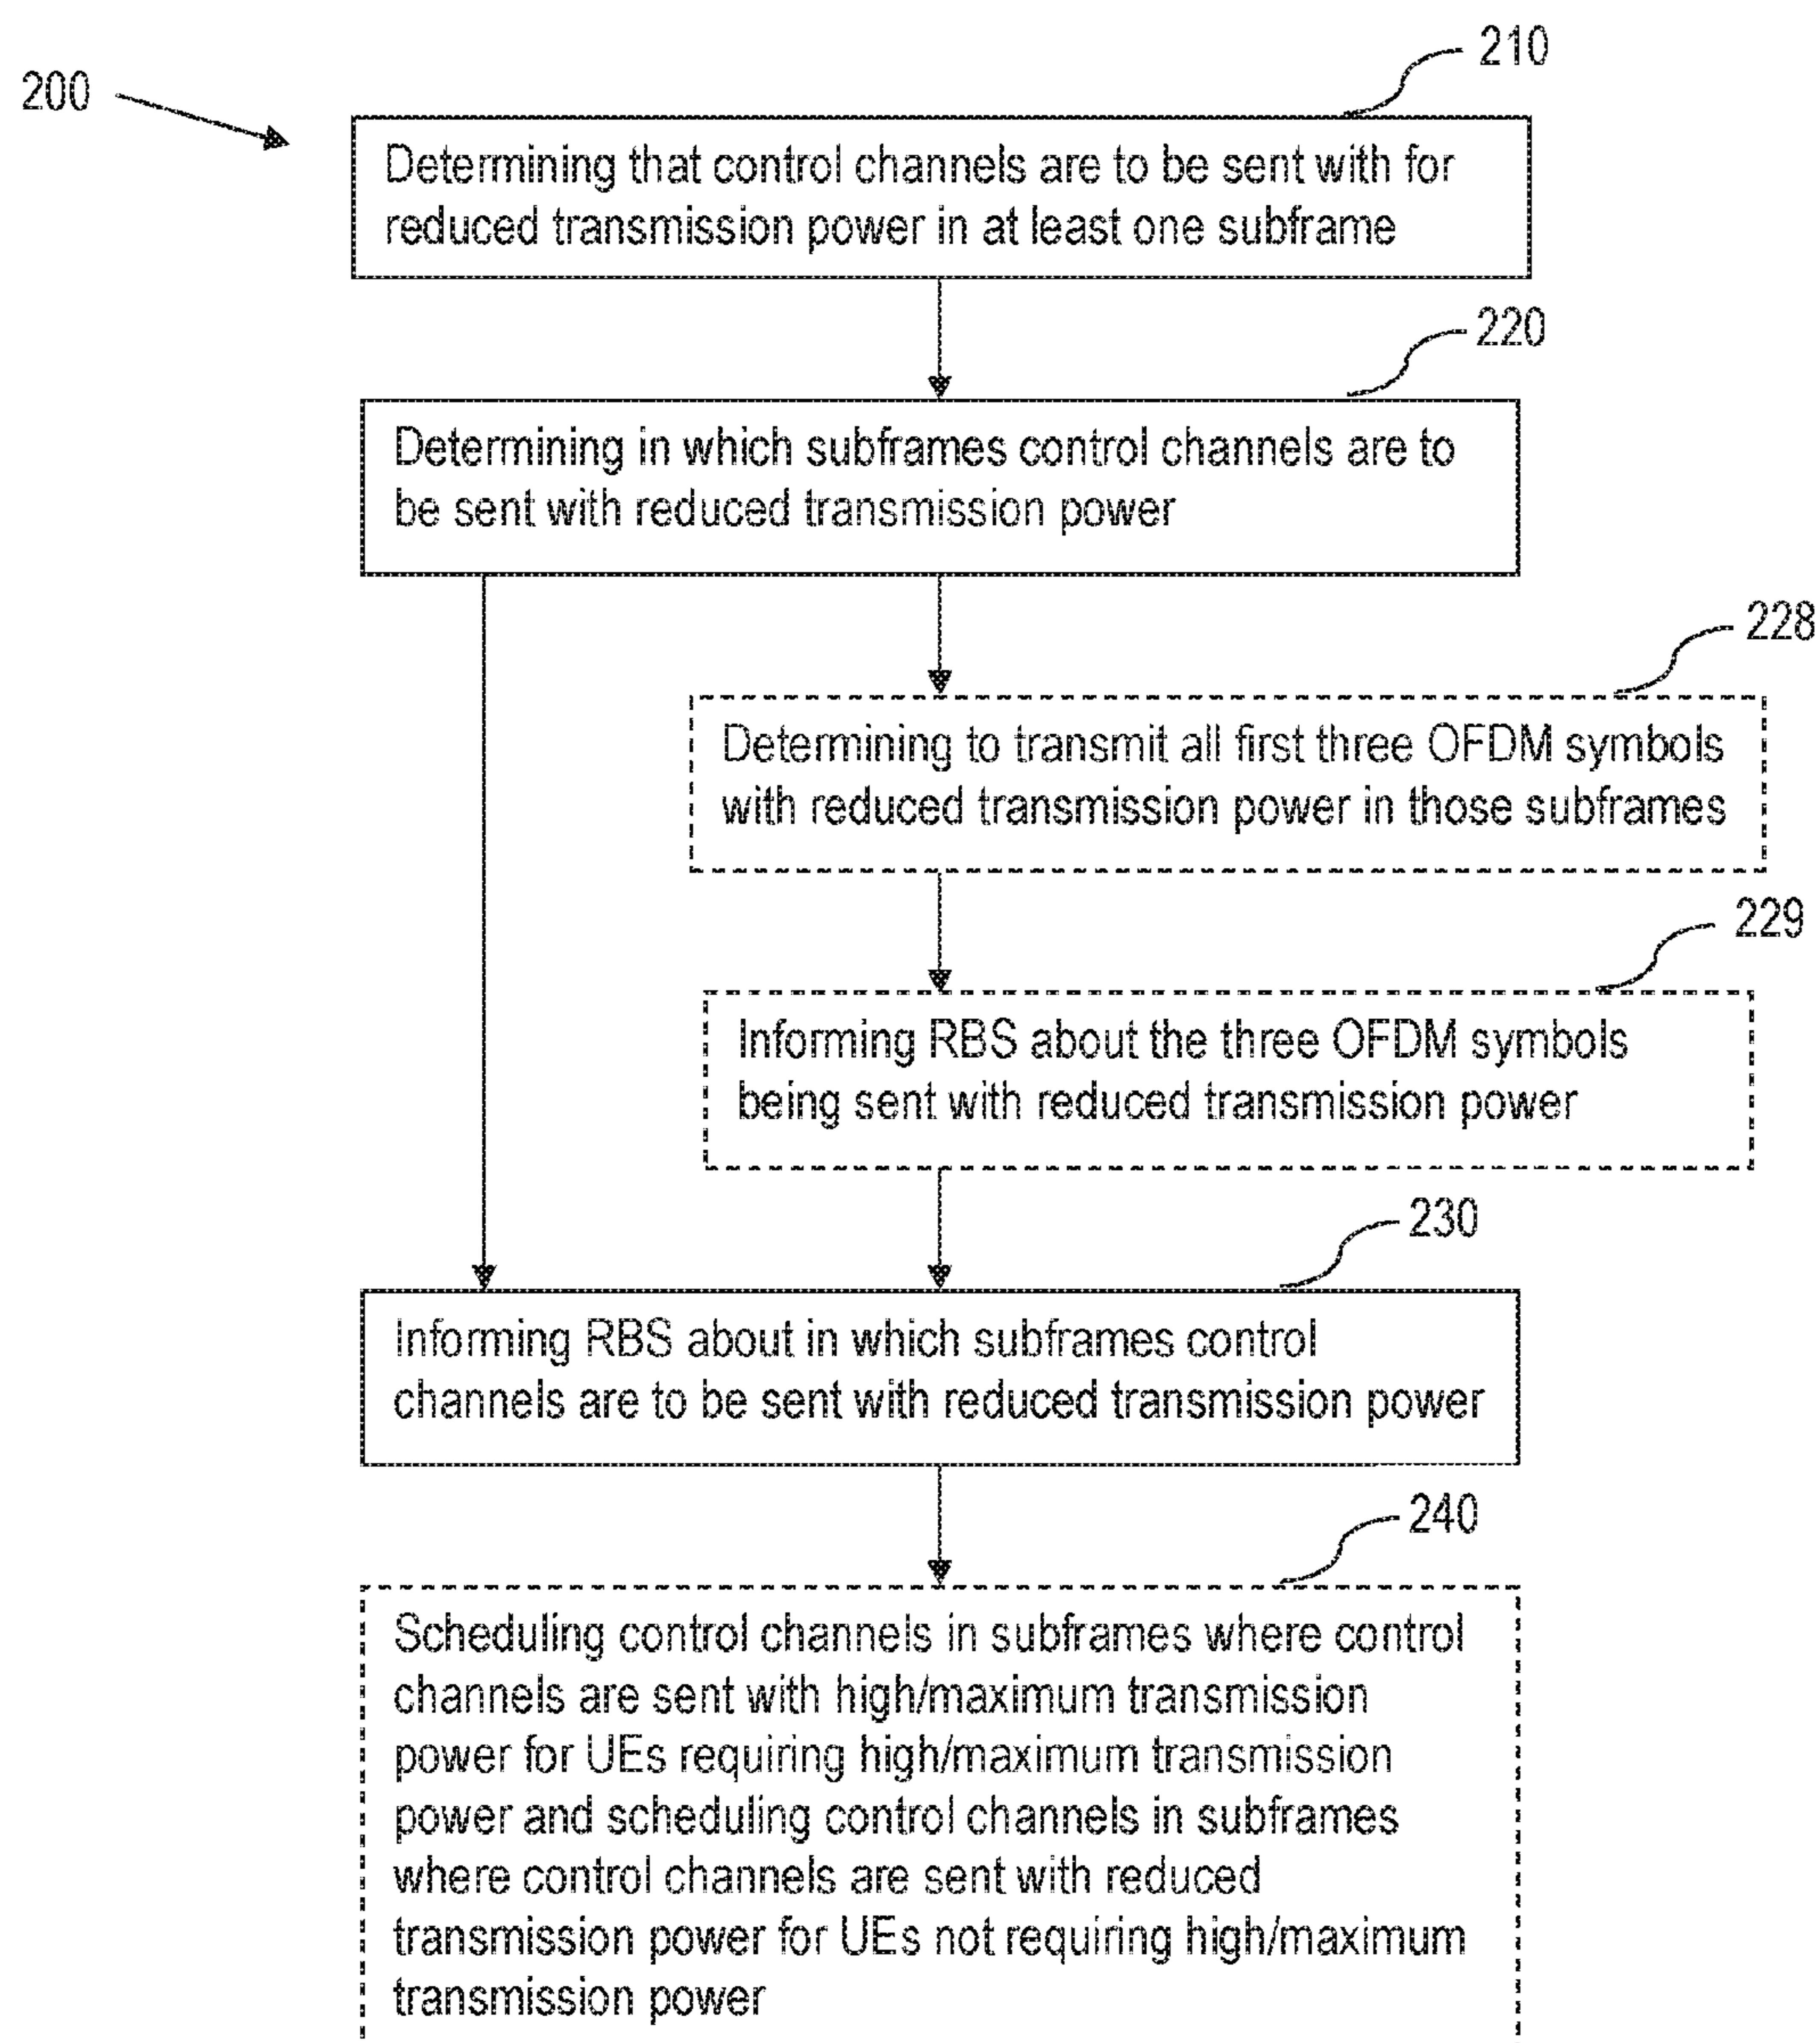 200
210
Determining that control channels are to be sent with for
reduced transmission power in at least one subframe
220
Determining in which subframes control channels are to
be sent with reduced transmission power
228
Determining to transmit all first three OFDM symbols
with reduced transmission power in those subframes
229
Informing RBS about the three OFDM symbols
being sent with reduced transmission power
230
Informing RBS about in which subframes control
channels are to be sent with reduced transmission power
240
Scheduling control channels in subframes where control
channels are sent with high/maximum transmission
power for UEs requiring high/maximum transmission
power and scheduling control channels in subframes
where control channels are sent with reduced
transmission power for UEs not requiring high/maximum
transmission power